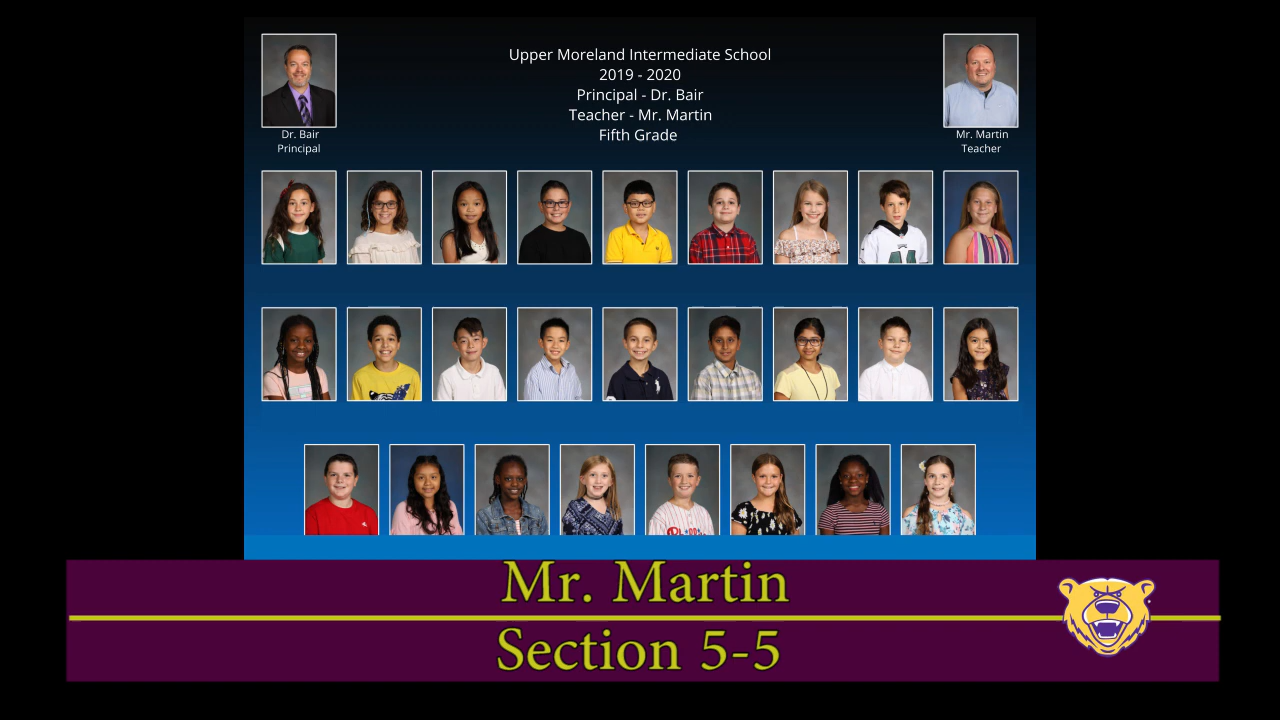 Upper Moreland Intermediate School
2019 - 2020
Principal - Dr. Bair
Teacher - Mr. Martin
Fifth Grade
Dr. Bair
Principal
Mr. Martin
Teacher
Mr. Martin
Section 5-5